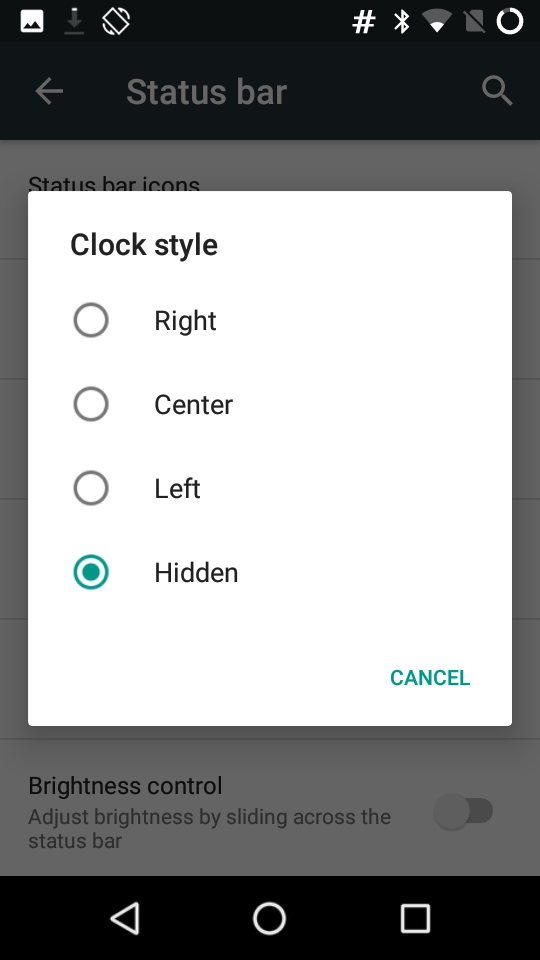 #
Status bar
Status bar icons
Clock style
Right
Center
Left
Hidden
CANCEL
Brightness control
Adjust brightness by sliding across the
status bar